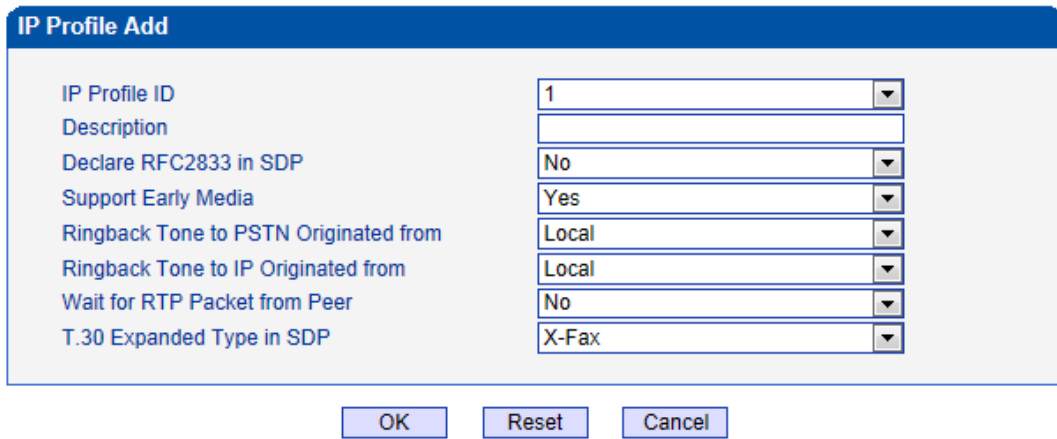 IP Profile Add
IP Profile ID 1
Description
Declare RFC2833 in SDP No
Support Early Media Yes
Ringback Tone to PSTN Originated from Local
Ringback Tone to IP Originated from Local
Wait for RTP Packet from Peer No
T.30 Expanded Type in SDP X-Fax
OK Reset Cancel